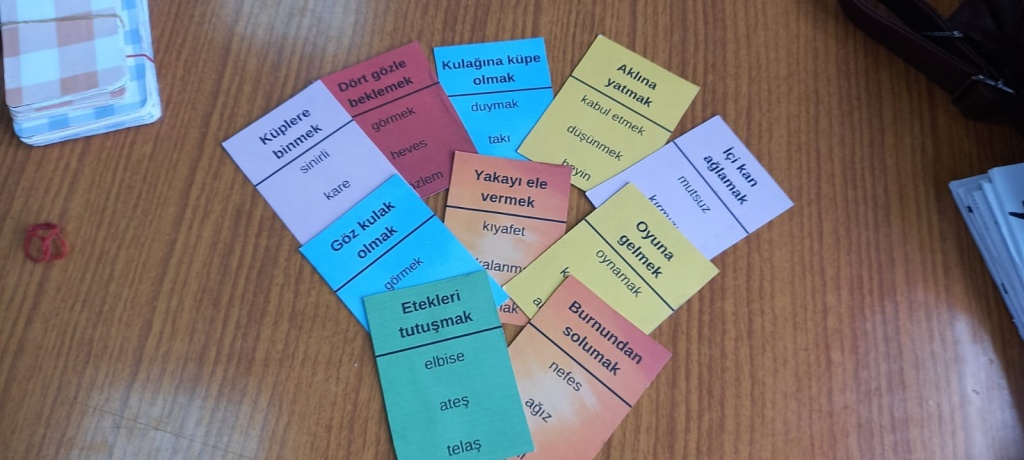 Küplere
binmek
sinirli
kare
Dört gözle
beklemek
görmek
heves
Kulağına küpe
olmak
duymak
takı
Aklına
yatmak
kabul etmek
düşünmek
İçi kan
ağlamak
mutsuz
Yakayı ele
vermek
kıyafet
Göz kulak
olmak
görmek
Oyuna
gelmek
oynamak
Etekleri
tutuşmak
elbise
ateş
telaş
Burnundan
solumak
nefes
ağız